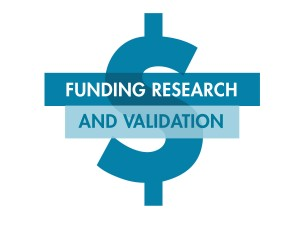 FUNDING RESEARCH
AND VALIDATION